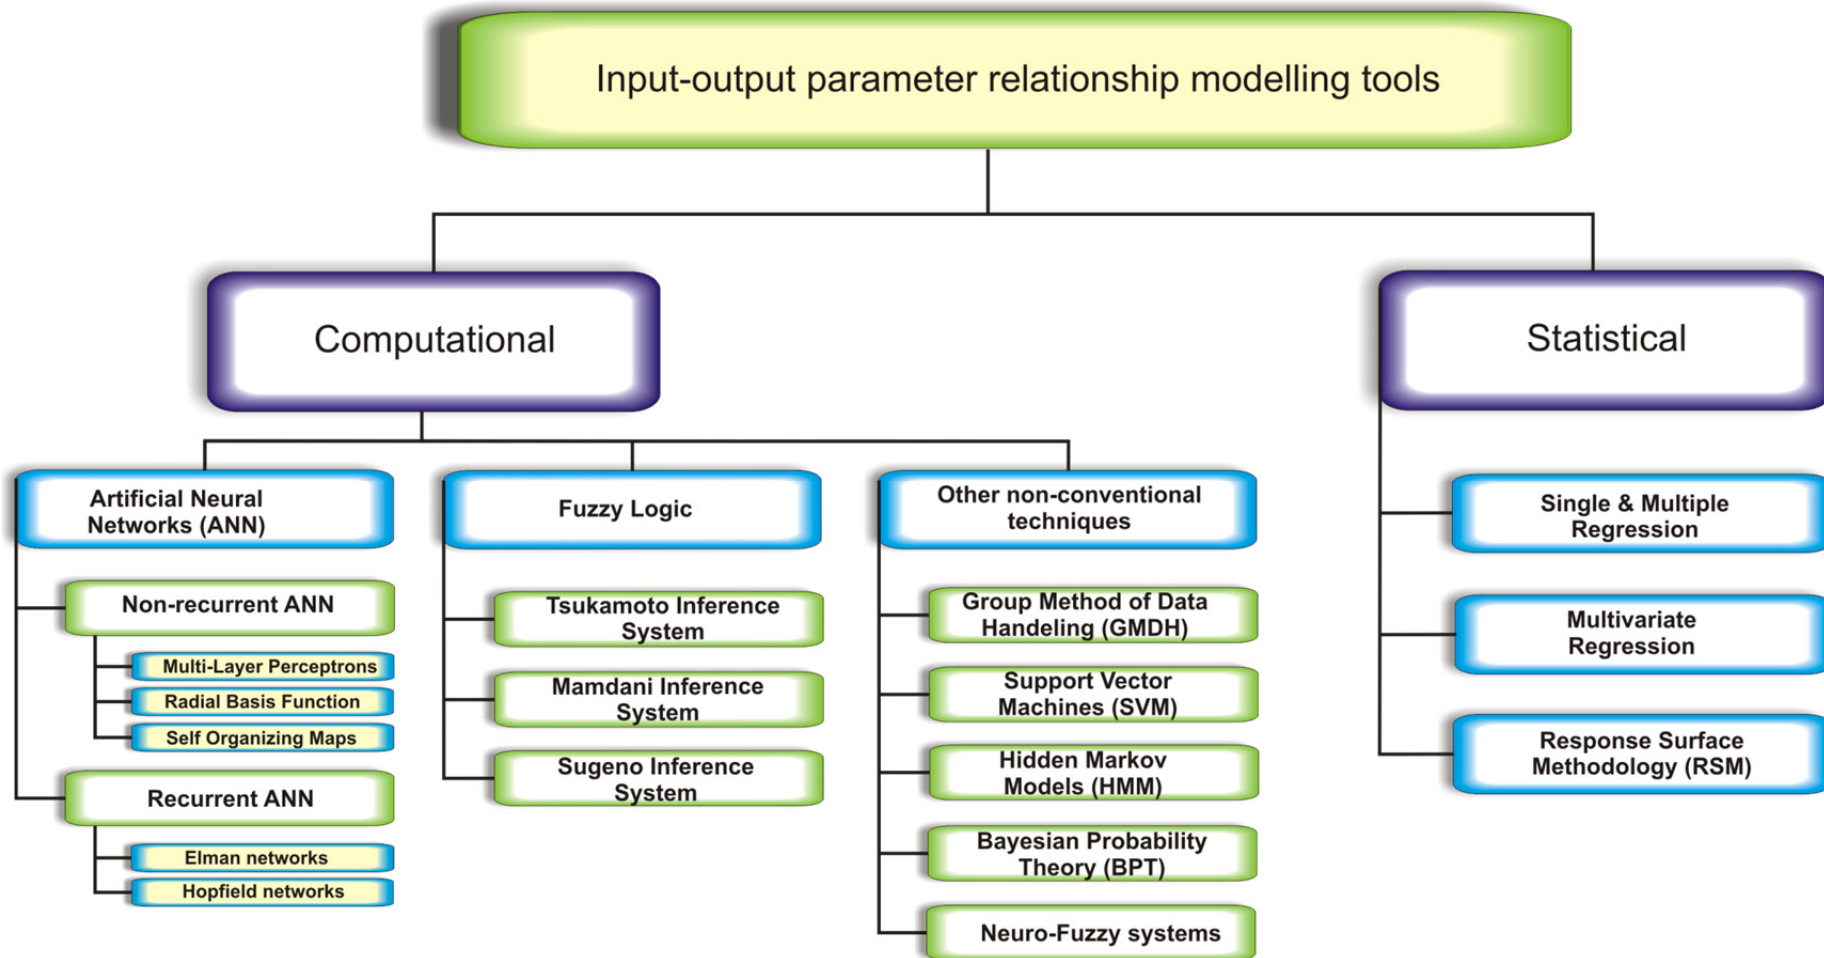 Input-output parameter relationship modelling tools
Computational
Statistical
Artificial Neural
Networks (ANN)
Non-recurrent ANN
Multi-Layer Perceptrons
Radial Basis Function
Self Organizing Maps
Recurrent ANN
Elman networks
Hopfield networks
Fuzzy Logic
Tsukamoto Inference
System
Mamdani Inference
System
Sugeno Inference
System
Other non-conventional
techniques
Group Method of Data
Handeling (GMDH)
Support Vector
Machines (SVM)
Hidden Markov
Models (HMM)
Bayesian Probability
Theory (BPT)
Neuro-Fuzzy systems
Single & Multiple
Regression
Multivariate
Regression
Response Surface
Methodology (RSM)